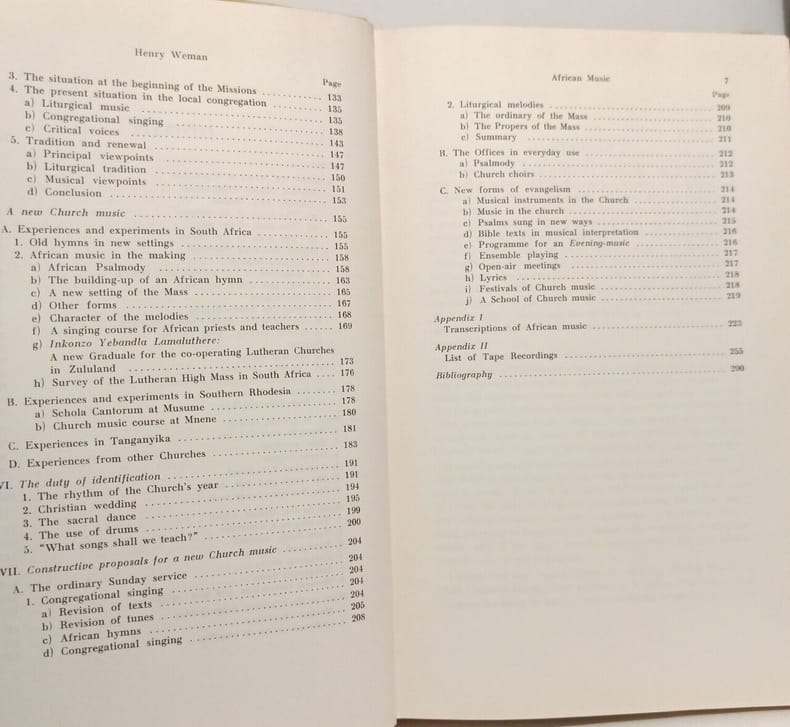 Henry Weman
Page
3. The situation at the beginning of the Missions ............ 133
4. The present situation in the local congregation .......... 135
a) Liturgical music .......... 135
b) Congregational singing .......... 138
c) Critical voices .......... 143
5. Tradition and renewal .......... 147
a) Principal viewpoints .......... 147
b) Liturgical tradition .......... 150
c) Musical viewpoints .......... 151
d) Conclusion .......... 153
A new Church music .......... 155
A. Experiences and experiments in South Africa .......... 155
1. Old hymns in new settings .......... 155
2. African music in the making .......... 158
a) African Psalmody .......... 158
b) The building-up of an African hymn .......... 163
c) A new setting of the Mass .......... 165
d) Other forms .......... 167
e) Character of the melodies .......... 168
f) A singing course for African priests and teachers ...... 169
g) Inkonzo Yebandla Lamaluthere:
A new Graduale for the co-operating Lutheran Churches
in Zululand .......... 173
h) Survey of the Lutheran High Mass in South Africa .... 176
B. Experiences and experiments in Southern Rhodesia ........ 178
a) Schola Cantorum at Musume .......... 178
b) Church music course at Mnene .......... 180
C. Experiences in Tanganyika .......... 181
D. Experiences from other Churches .......... 183
VI. The duty of identification .......... 191
1. The rhythm of the Church's year .......... 191
2. Christian wedding .......... 194
3. The sacral dance .......... 195
4. The use of drums .......... 199
5. "What songs shall we teach?" .......... 200
VII. Constructive proposals for a new Church music .......... 204
A. The ordinary Sunday service .......... 204
1. Congregational singing .......... 204
a) Revision of texts .......... 204
b) Revision of tunes .......... 204
c) African hymns .......... 205
d) Congregational singing .......... 208
African Music 7
Page
2. Liturgical melodies .......... 209
a) The ordinary of the Mass .......... 210
b) The Propers of the Mass .......... 210
c) Summary .......... 211
B. The Offices in everyday use .......... 212
a) Psalmody .......... 212
b) Church choirs .......... 213
C. New forms of evangelism .......... 214
a) Musical instruments in the Church .......... 214
b) Music in the church .......... 214
c) Psalms sung in new ways .......... 215
d) Bible texts in musical interpretation .......... 216
e) Programme for an Evening-music .......... 216
f) Ensemble playing .......... 217
g) Open-air meetings .......... 217
h) Lyrics .......... 218
i) Festivals of Church music .......... 218
j) A School of Church music .......... 219
Appendix I
Transcriptions of African music .......... 223
Appendix II
List of Tape Recordings .......... 255
Bibliography .......... 290